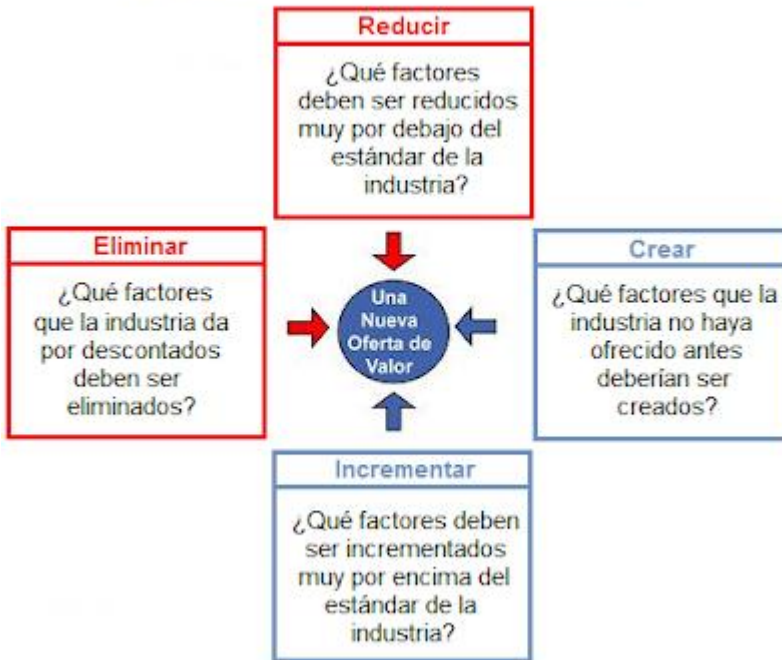 Reducir
¿Qué factores
deben ser reducidos
muy por debajo del
estándar de la
industria?
Eliminar
¿Qué factores
que la industria da
por descontados
deben ser
eliminados?
Una
Nueva
Oferta de
Valor
Crear
¿Qué factores que la
industria no haya
ofrecido antes
deberían ser
creados?
Incrementar
¿Qué factores deben
ser incrementados
muy por encima del
estándar de la
industria?